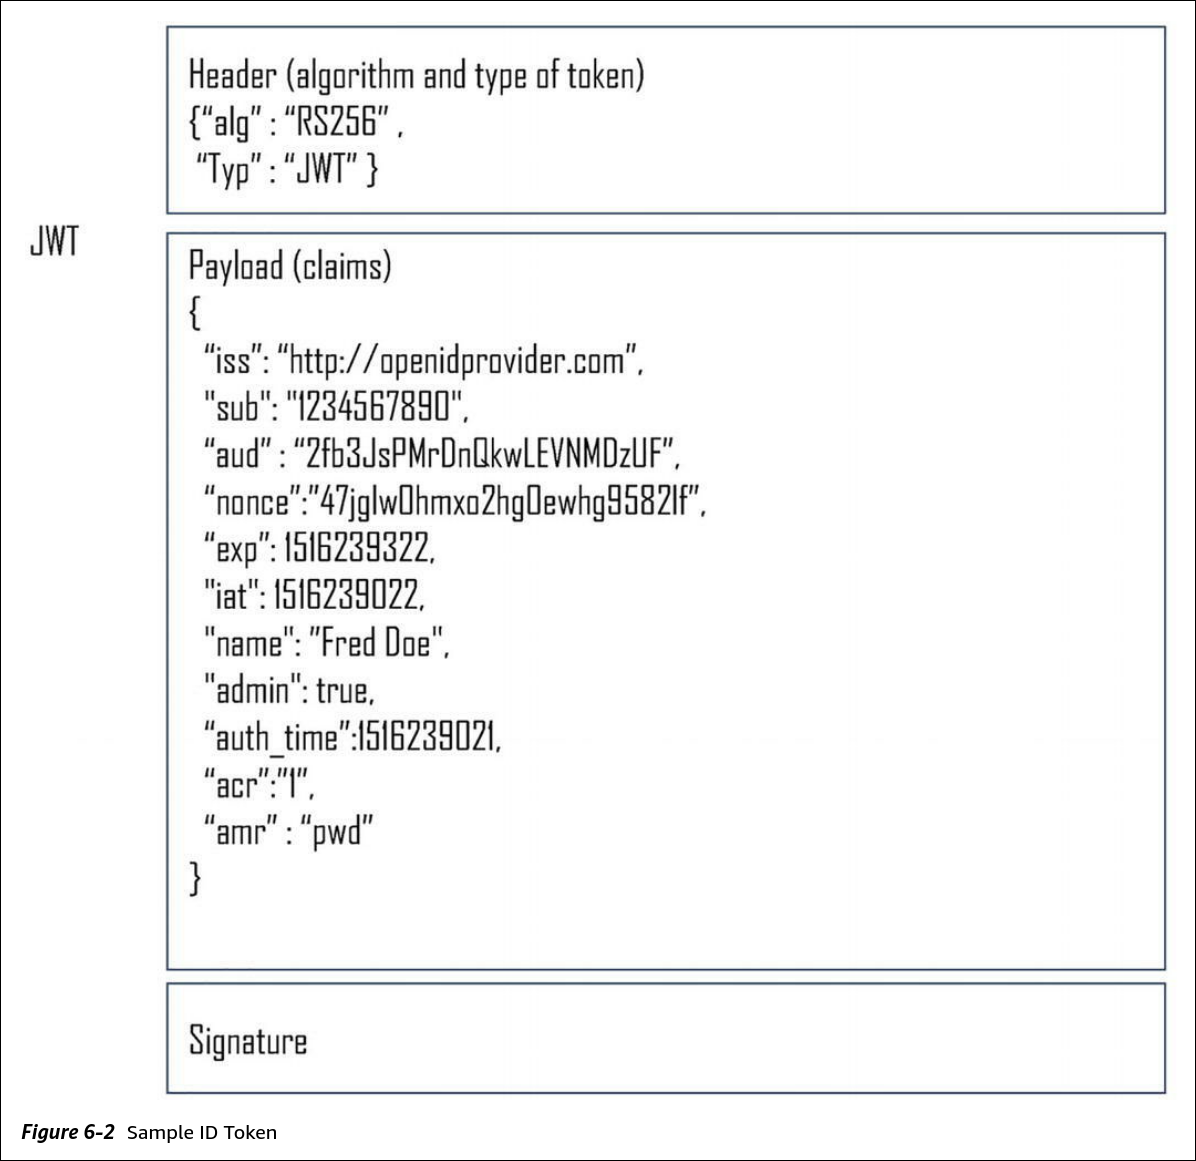 Header (algorithm and type of token)
{“alg” : “RS256” ,
“Typ” : “JWT” }
JWT
Payload (claims)
{
“iss”: “http://openidprovider.com”,
"sub": "1234567890",
“aud” : “2fb3JsPMrDnQkwLEVNMDzUF”,
“nonce”:”47jglw0hmxo2hg0ewhg9582lf”,
“exp”: 1516239322,
"iat": 1516239022,
"name": ”Fred Doe",
"admin": true,
“auth_time”:1516239021,
“acr”:”1”,
“amr” : “pwd”
}
Signature
Figure 6-2 Sample ID Token